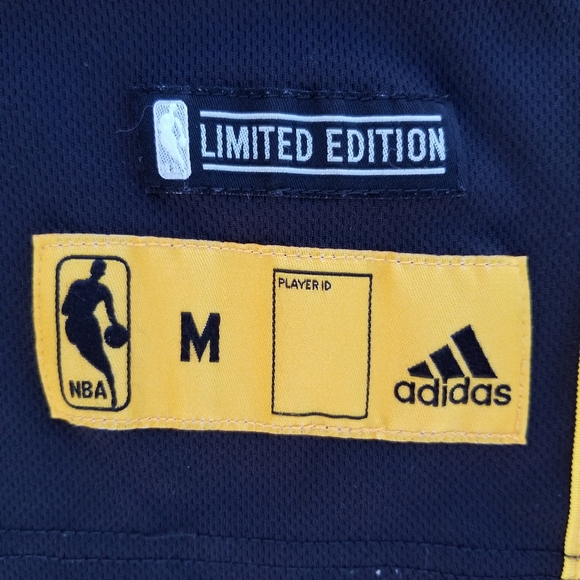 LIMITED EDITION
NBA
M
PLAYER ID
adidas